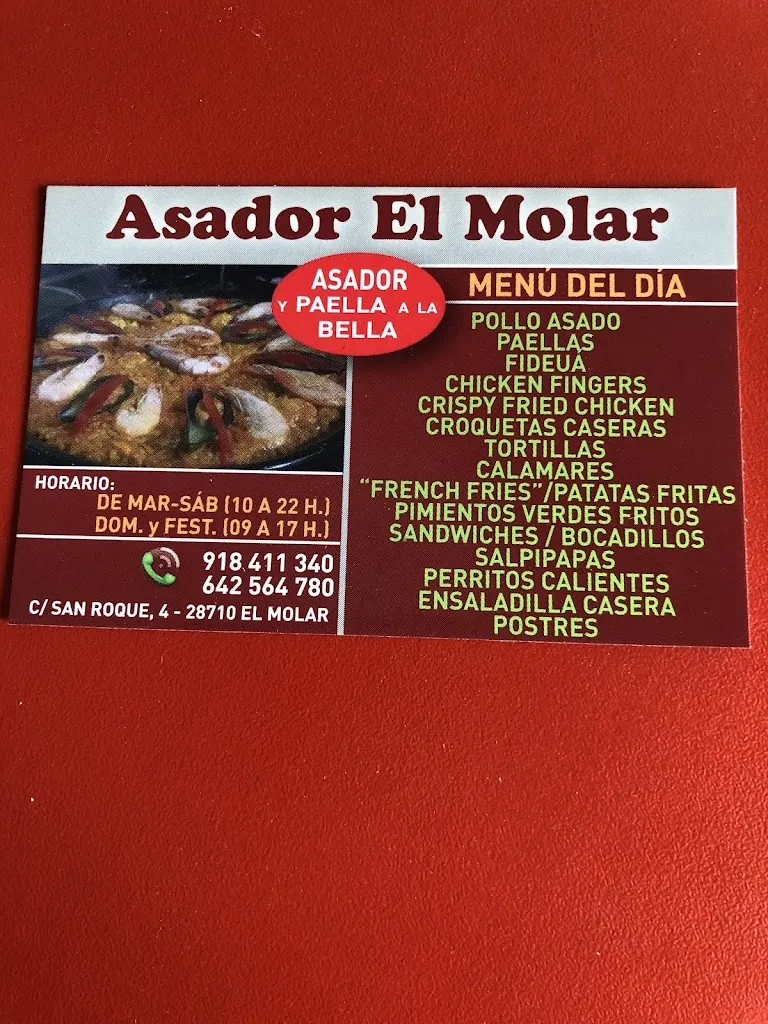 Asador El Molar
ASADOR
Y PAELLA A LA
BELLA
HORARIO:
DE MAR-SÁB (10 A 22 H.)
DOM. y FEST. (09 A 17 H.)
918 411 340
642 564 780
C/ SAN ROQUE, 4 - 28710 EL MOLAR
MENÚ DEL DÍA
POLLO ASADO
PAELLAS
FIDEUA
CHICKEN FINGERS
CRISPY FRIED CHICKEN
CROQUETAS CASERAS
TORTILLAS
CALAMARES
“FRENCH FRIES”/PATATAS FRITAS
PIMIENTOS VERDES FRITOS
SANDWICHES / BOCADILLOS
SALPIPAPAS
PERRITOS CALIENTES
ENSALADILLA CASERA
POSTRES